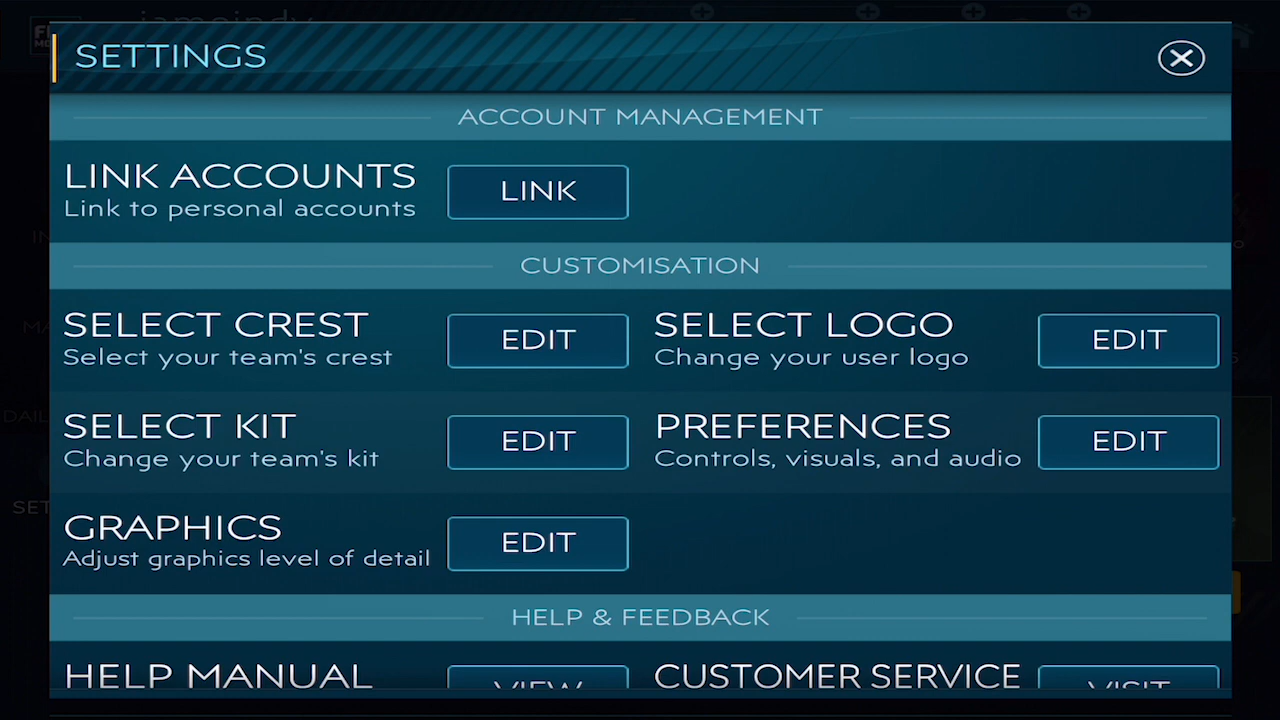 SETTINGS
ACCOUNT MANAGEMENT
LINK ACCOUNTS
Link to personal accounts
LINK
CUSTOMISATION
SELECT CREST
Select your team's crest
EDIT
SELECT LOGO
Change your user logo
EDIT
SELECT KIT
Change your team's kit
EDIT
PREFERENCES
Controls, visuals, and audio
EDIT
GRAPHICS
Adjust graphics level of detail
EDIT
HELP & FEEDBACK
HELP MANUAL
VIEW
CUSTOMER SERVICE
VISIT